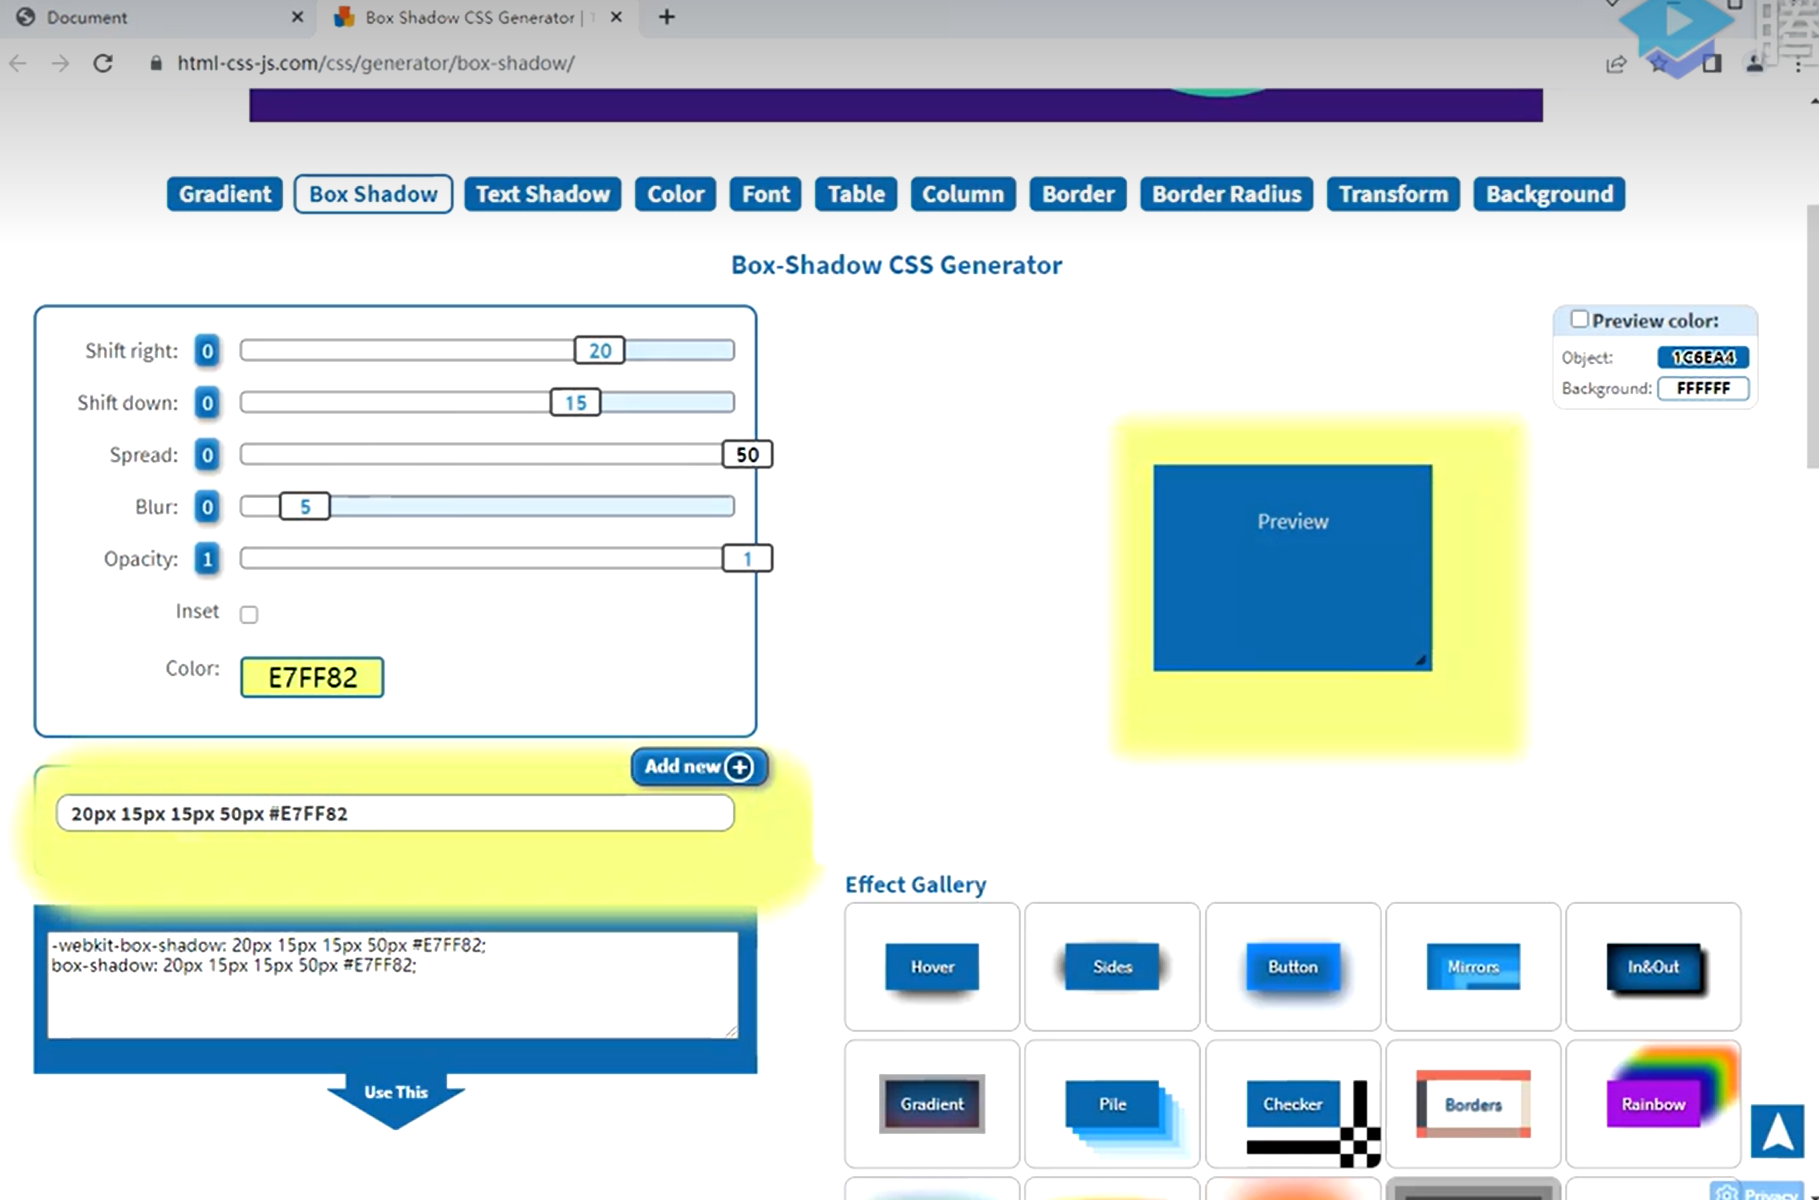 Document
Box Shadow CSS Generator |
html-css-js.com/css/generator/box-shadow/
Gradient Box Shadow Text Shadow Color Font Table Column Border Border Radius Transform Background
Box-Shadow CSS Generator
Shift right: 0 20
Shift down: 0 15
Spread: 0 50
Blur: 0 5
Opacity: 1 1
Inset
Color: E7FF82
Preview color:
Object: 1C6EA4
Background: FFFFFF
Preview
Add new
20px 15px 15px 50px #E7FF82
-webkit-box-shadow: 20px 15px 15px 50px #E7FF82;
box-shadow: 20px 15px 15px 50px #E7FF82;
Use This
Effect Gallery
Hover Sides Button Mirrors In&Out
Gradient Pile Checker Borders Rainbow
Privacy